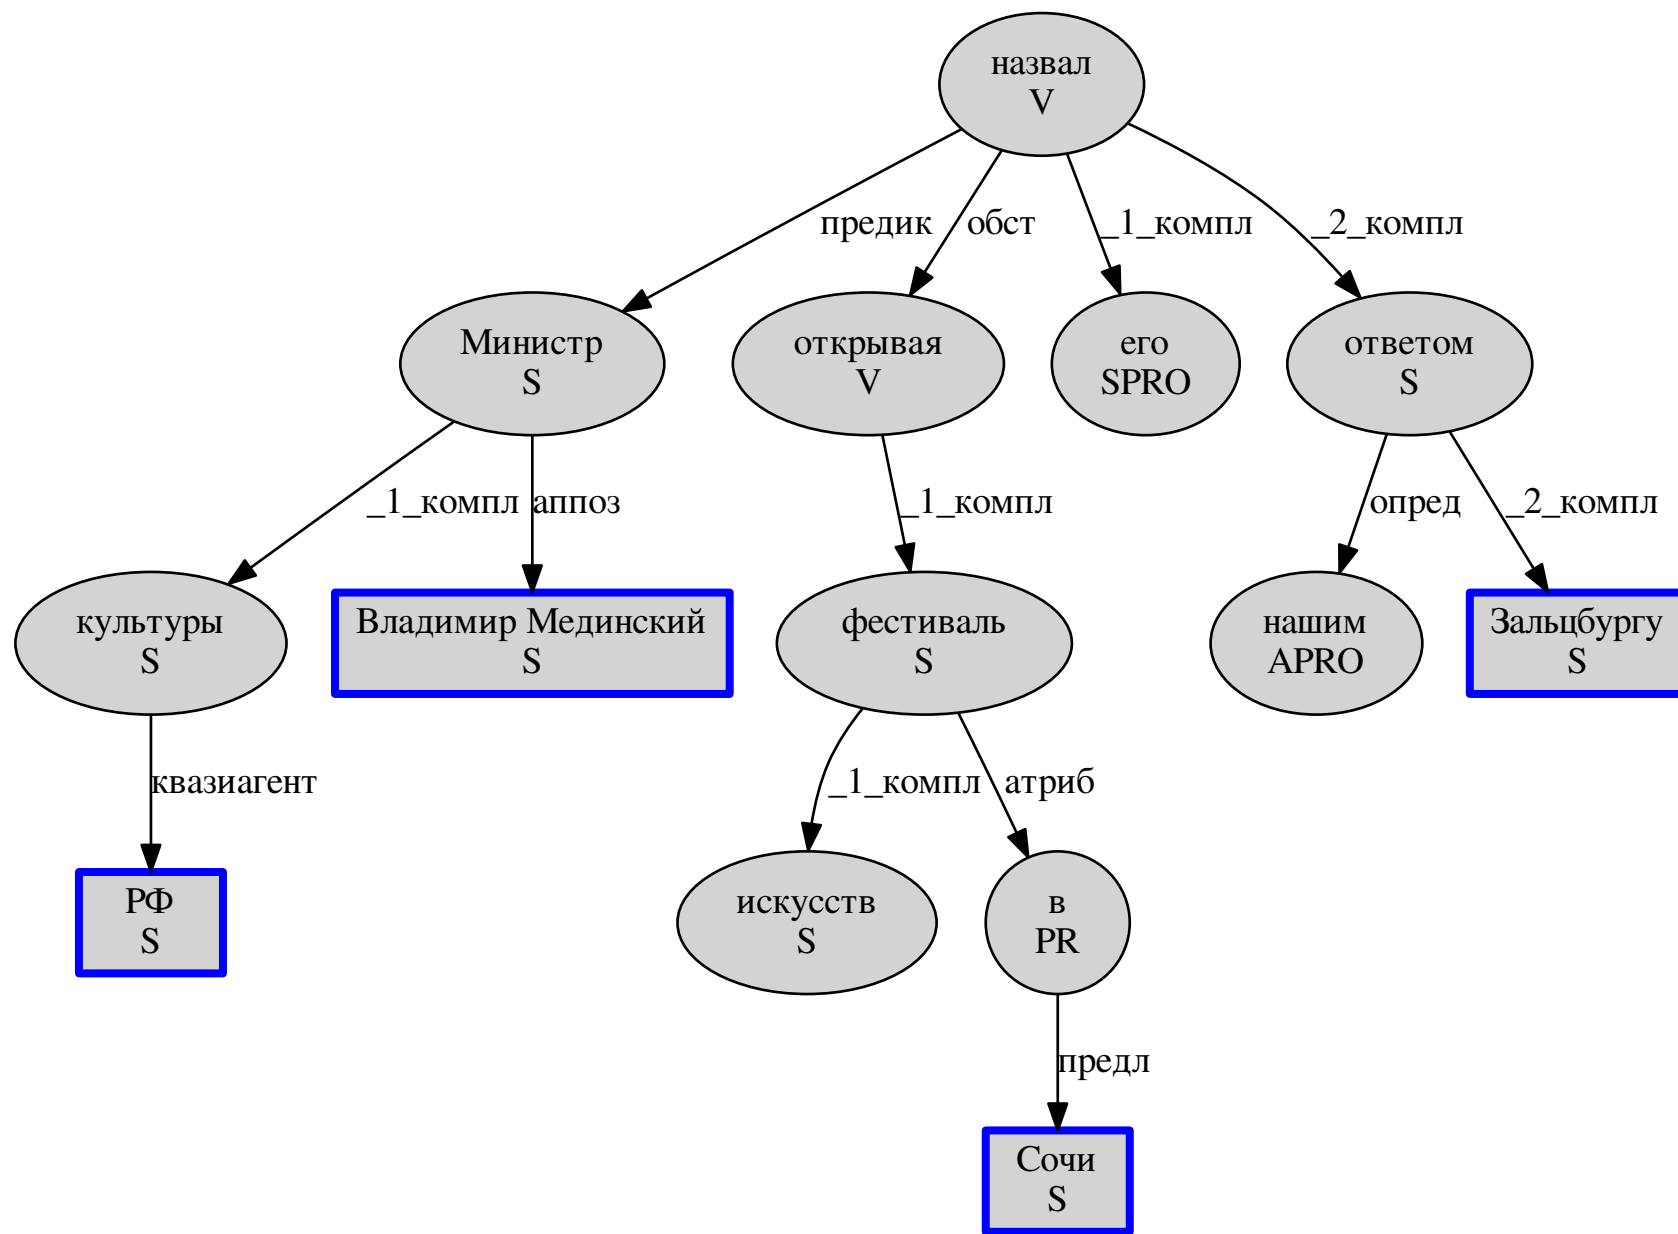 назвал
V
предик
обст
_1_компл
_2_компл
Министр
S
открывая
V
его
SPRO
ответом
S
_1_компл
аппоз
_1_компл
опред
_2_компл
культуры
S
Владимир Мединский
S
фестиваль
S
нашим
APRO
Зальцбургу
S
квазиагент
_1_компл
атриб
РФ
S
искусств
S
в
PR
предл
Сочи
S